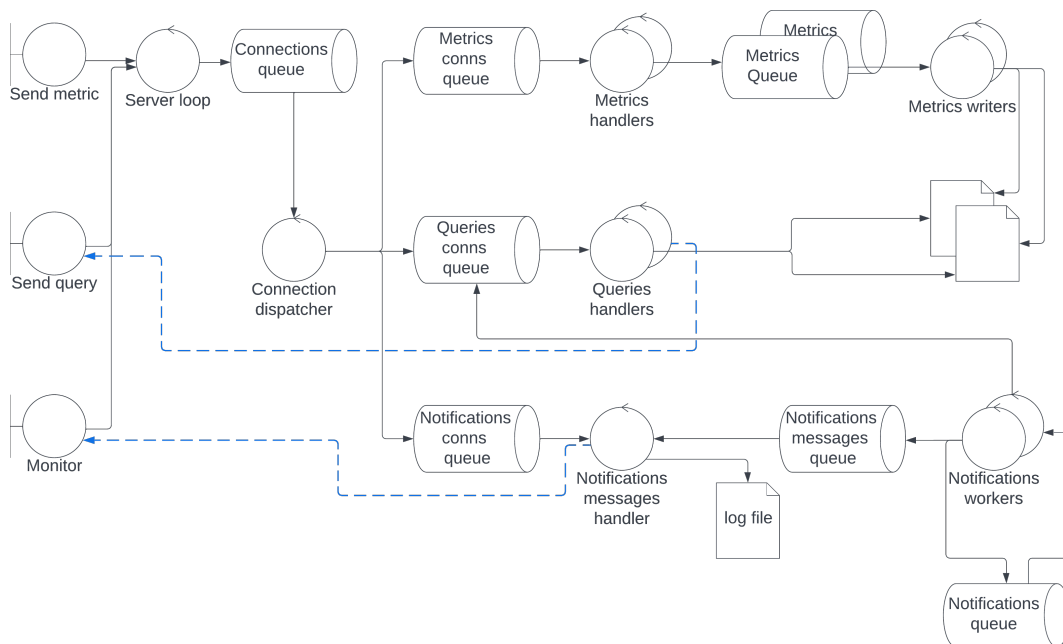 Send metric
Server loop
Connections
queue
Metrics
conns
queue
Metrics
handlers
Metrics
Metrics
Queue
Metrics writers
Send query
Connection
dispatcher
Queries
conns
queue
Queries
handlers
Monitor
Notifications
conns
queue
Notifications
messages
handler
log file
Notifications
messages
queue
Notifications
workers
Notifications
queue